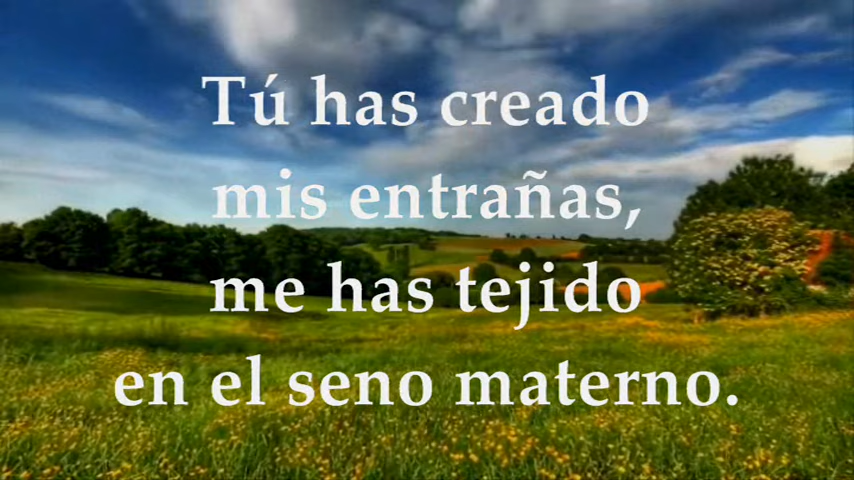 Tú has creado
mis entrañas,
me has tejido
en el seno materno.